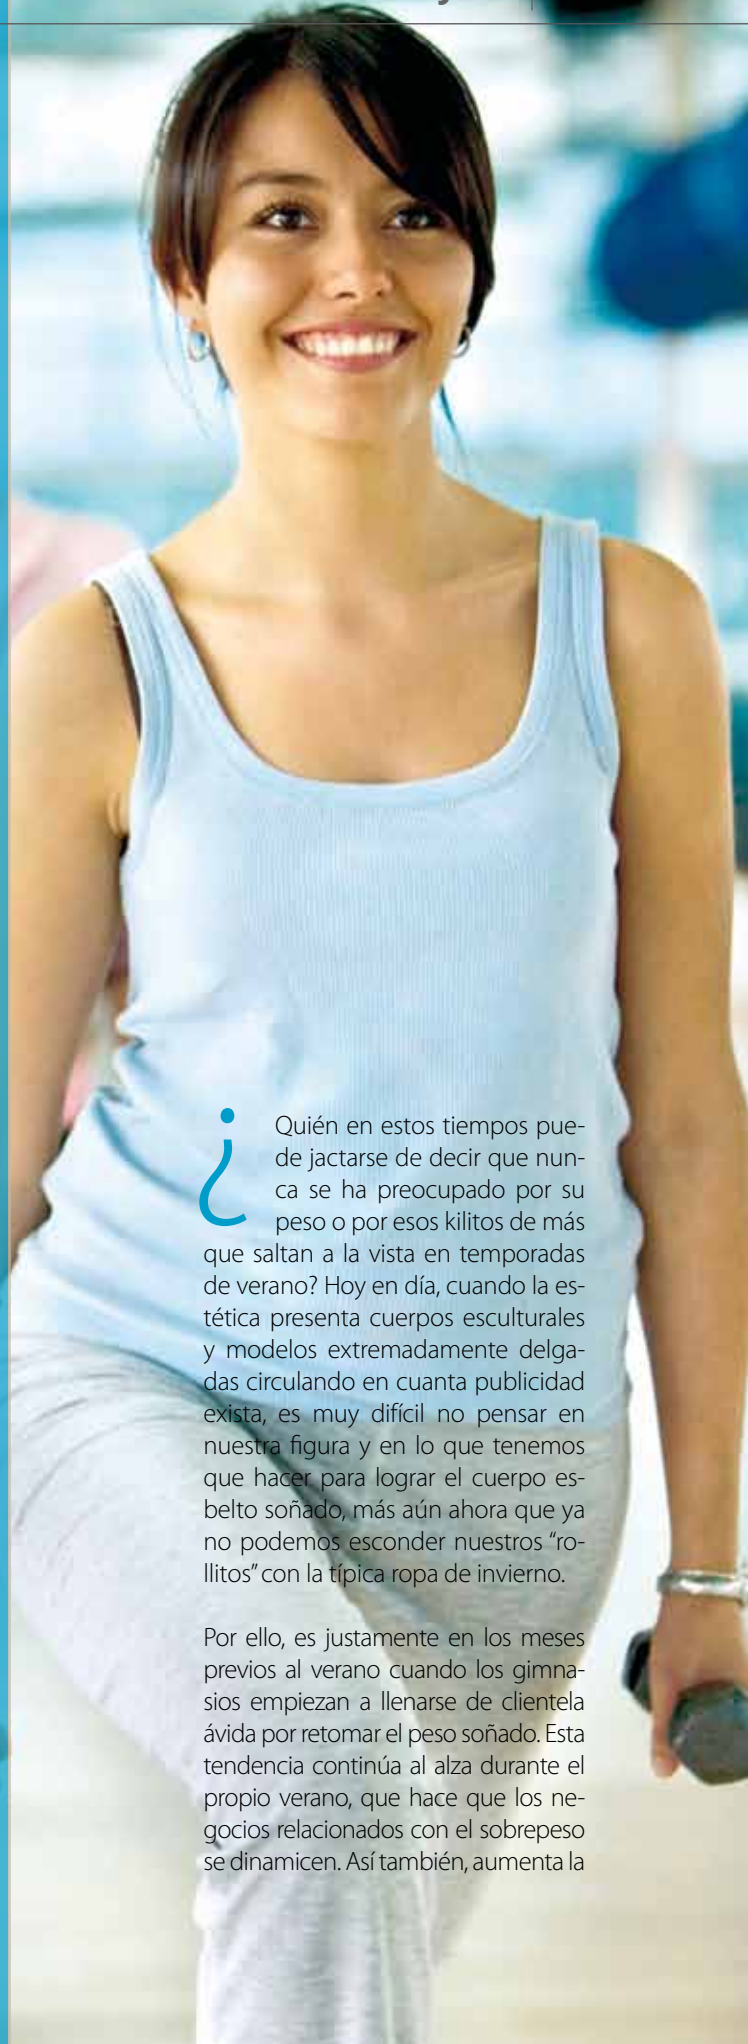 ¿Quién en estos tiempos pue-
de jactarse de decir que nun-
ca se ha preocupado por su
peso o por esos kilitos de más
que saltan a la vista en temporadas
de verano? Hoy en día, cuando la es-
tética presenta cuerpos esculturales
y modelos extremadamente delga-
das circulando en cuanta publicidad
exista, es muy difícil no pensar en
nuestra figura y en lo que tenemos
que hacer para lograr el cuerpo es-
belto soñado, más aún ahora que ya
no podemos esconder nuestros “ro-
llitos” con la típica ropa de invierno.
Por ello, es justamente en los meses
previos al verano cuando los gimna-
sios empiezan a llenarse de clientela
ávida por retomar el peso soñado. Esta
tendencia continúa al alza durante el
propio verano, que hace que los ne-
gocios relacionados con el sobrepeso
se dinamicen. Así también, aumenta la